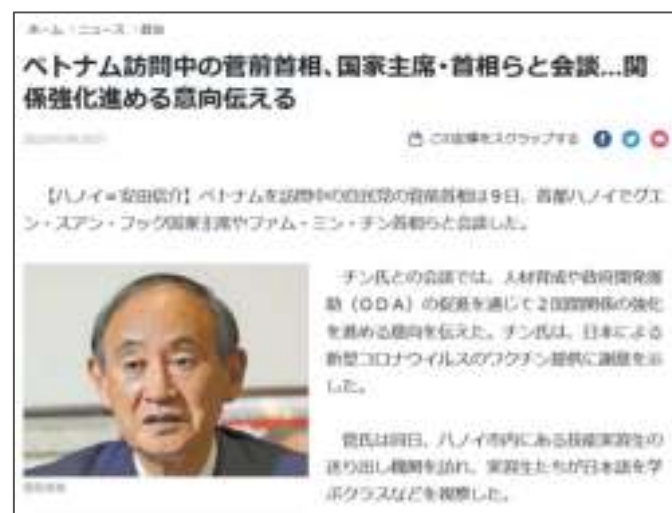 ホーム ニュース 政治
ベトナム訪問中の菅前首相、国家主席・首相らと会談…関
係強化進める意向伝える
この記事をスクラップする
【ハノイ=安田信介】ベトナムを訪問中の自民党の菅前首相は9日、首都ハノイでグエ
ン・スアン・フック国家主席やファム・ミン・チン首相らと会談した。
チン氏との会談では、人材育成や政府開発援
助（ODA）の促進を通じて2国間関係の強化
を進める意向を伝えた。チン氏は、日本による
新型コロナウイルスのワクチン提供に謝意を示
した。
菅氏は同日、ハノイ市内にある技能実習生の
送り出し機関を訪れ、実習生たちが日本語を学
ぶクラスなどを視察した。